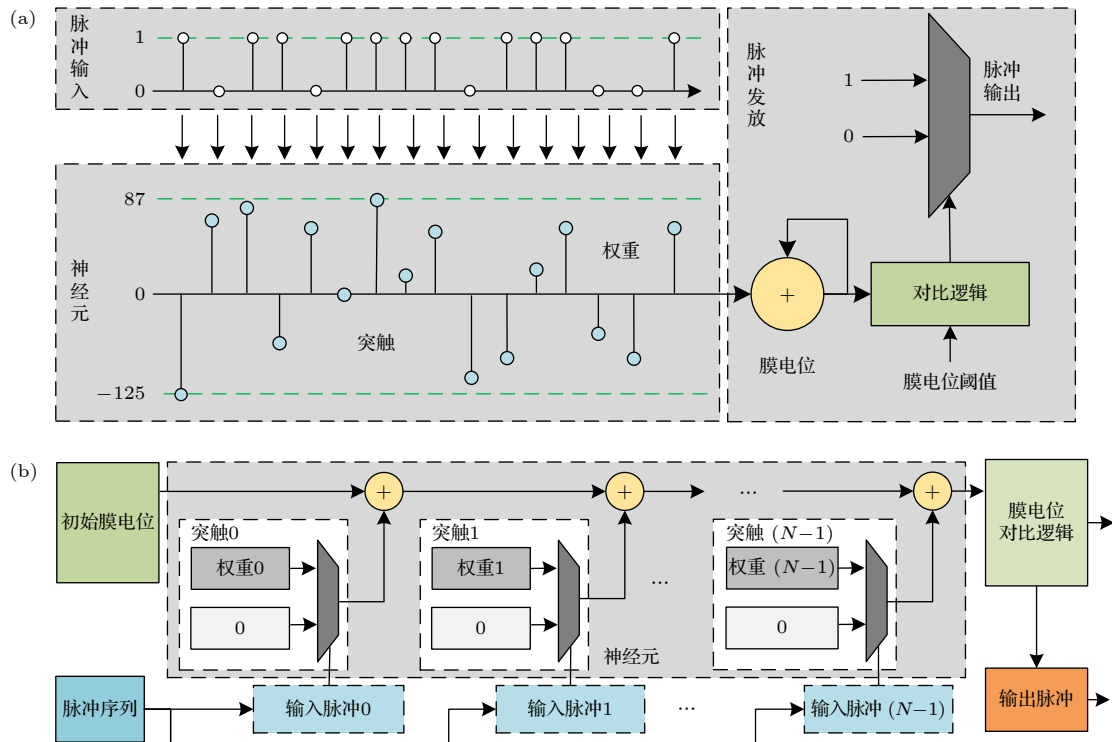 (a)
脉冲输入
1
0
脉冲发放
1
0
脉冲
输出
神经元
87
0
−125
权重
突触
+
膜电位
对比逻辑
膜电位阈值
(b)
初始膜电位
+
+
...
+
膜电位
对比逻辑
突触0
权重0
0
突触1
权重1
0
...
突触 (N−1)
权重 (N−1)
0
神经元
脉冲序列
输入脉冲0
输入脉冲1
...
输入脉冲 (N−1)
输出脉冲